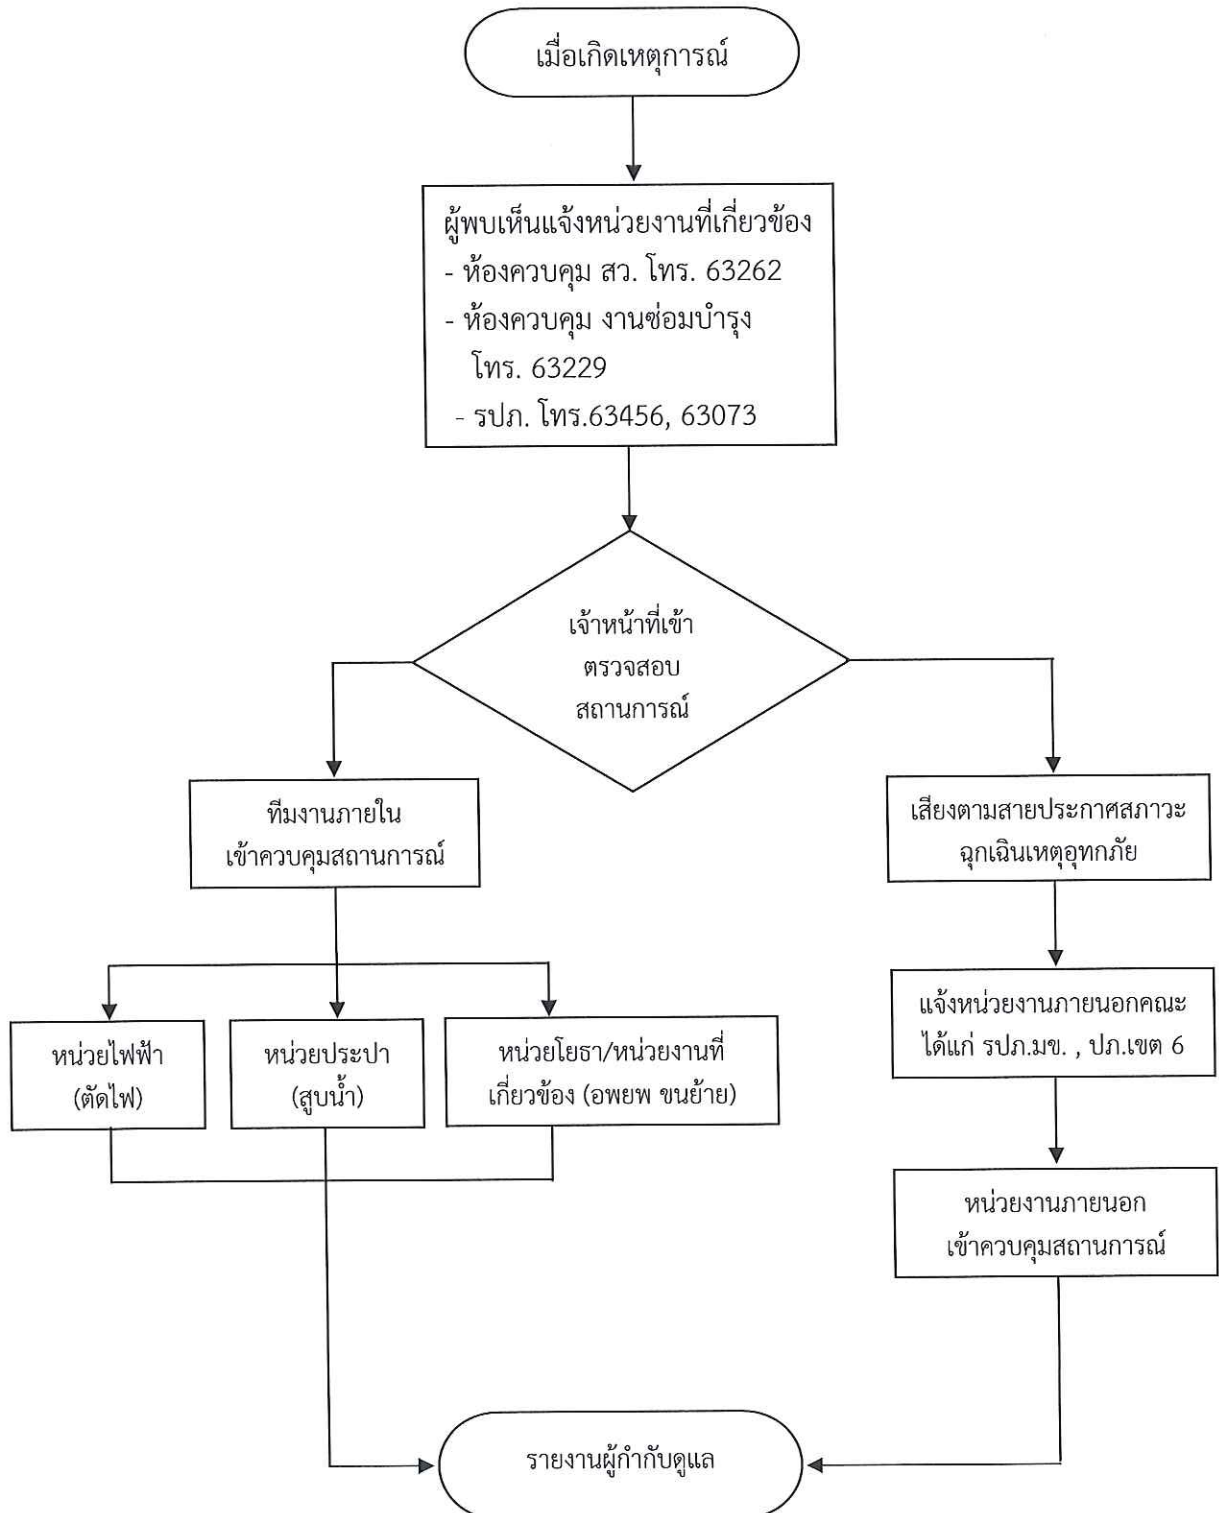 เมื่อเกิดเหตุการณ์
ผู้พบเห็นแจ้งหน่วยงานที่เกี่ยวข้อง
- ห้องควบคุม สว. โทร. 63262
- ห้องควบคุม งานซ่อมบำรุง
โทร. 63229
- รปภ. โทร.63456, 63073
เจ้าหน้าที่เข้า
ตรวจสอบ
สถานการณ์
ทีมงานภายใน
เข้าควบคุมสถานการณ์
เสียงตามสายประกาศสภาวะ
ฉุกเฉินเหตุอุทกภัย
แจ้งหน่วยงานภายนอกคณะ
ได้แก่ รปภ.มข. , ปภ.เขต 6
หน่วยไฟฟ้า
(ตัดไฟ)
หน่วยประปา
(สูบน้ำ)
หน่วยโยธา/หน่วยงานที่
เกี่ยวข้อง (อพยพ ขนย้าย)
หน่วยงานภายนอก
เข้าควบคุมสถานการณ์
รายงานผู้กำกับดูแล